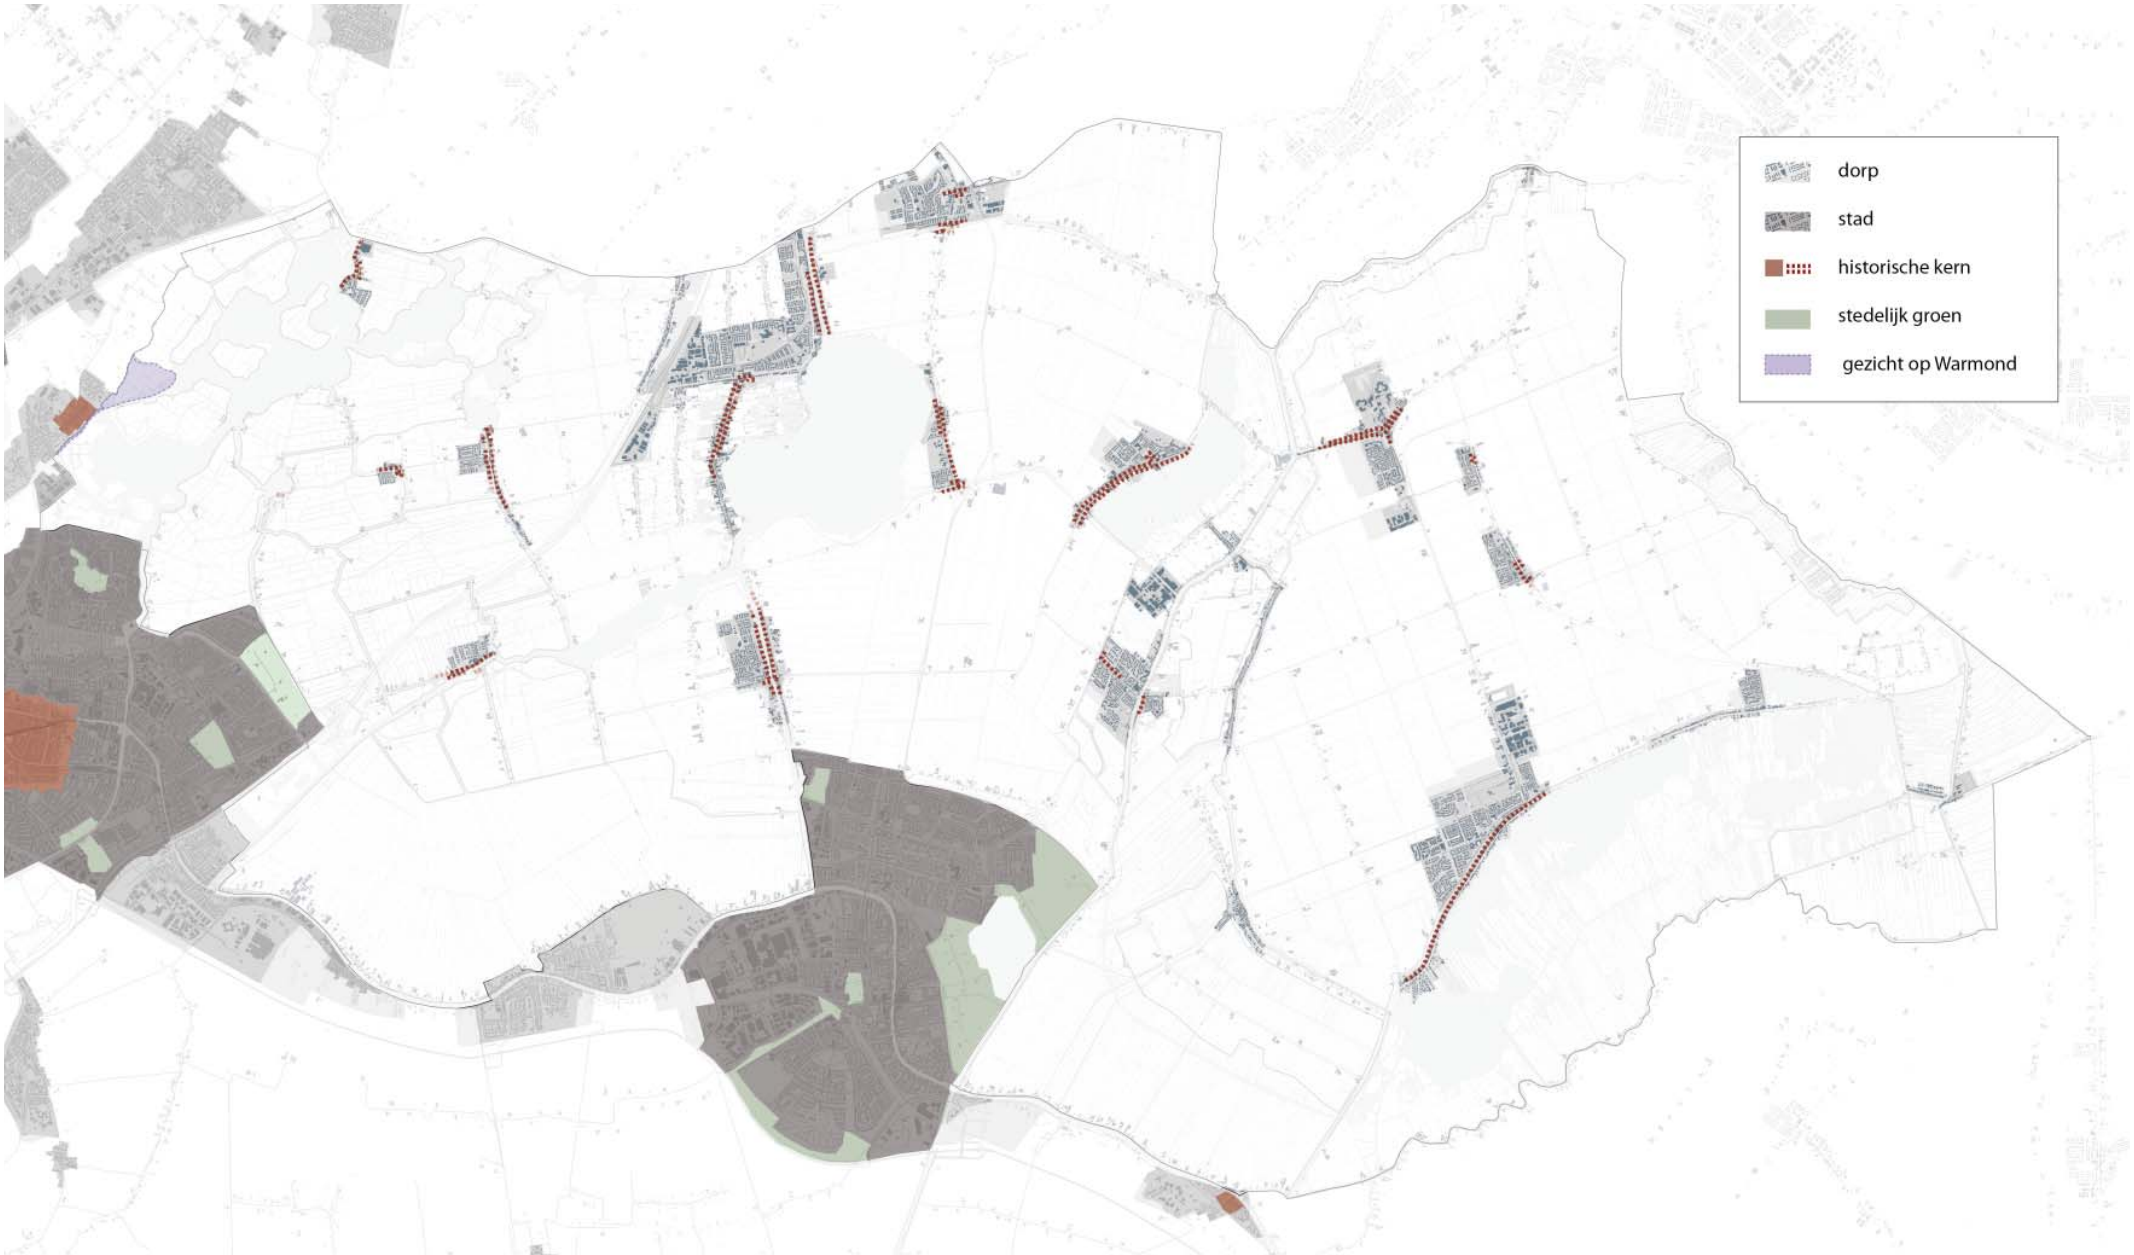 dorp
stad
historische kern
stedelijk groen
gezicht op Warmond